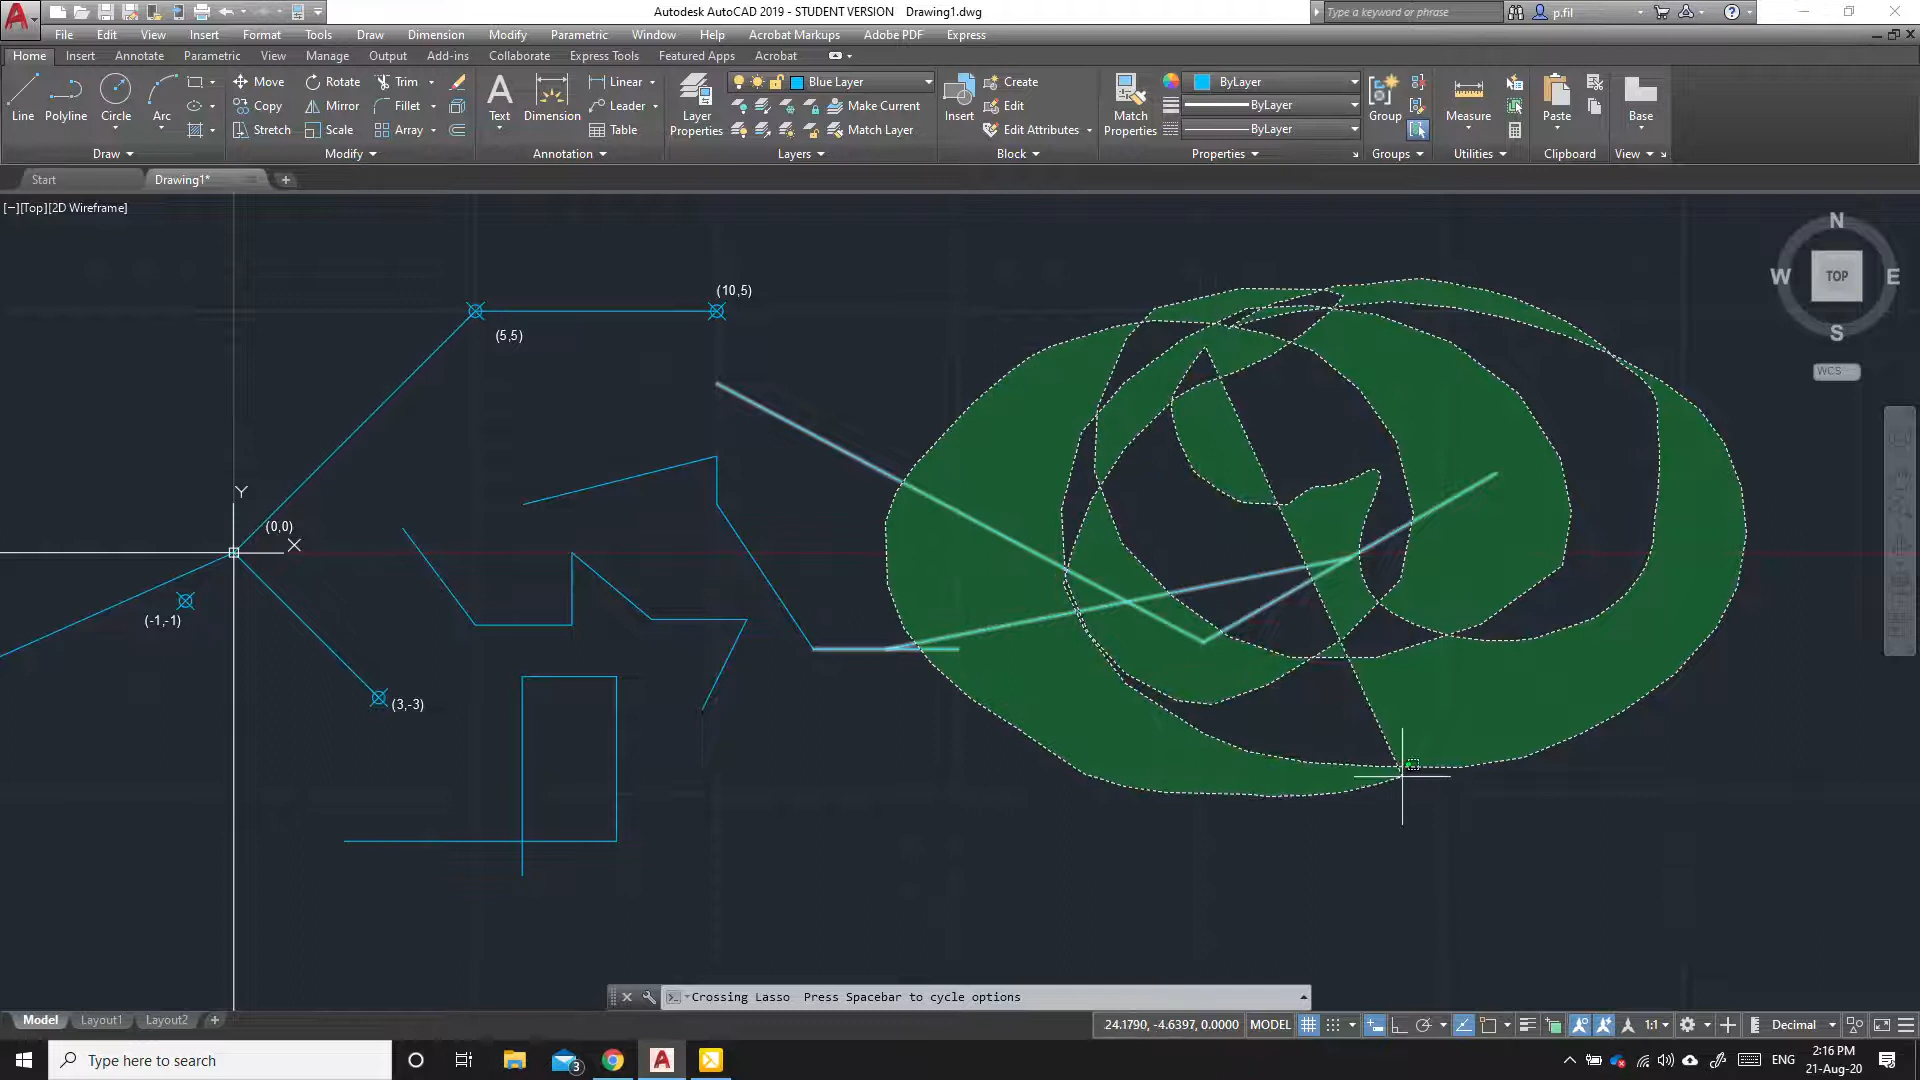 Autodesk AutoCAD 2019 - STUDENT VERSION Drawing1.dwg
Type a keyword or phrase
p.fil
File Edit View Insert Format Tools Draw Dimension Modify Parametric Window Help Acrobat Markups Adobe PDF Express
Home Insert Annotate Parametric View Manage Output Add-ins Collaborate Express Tools Featured Apps Acrobat
Line Polyline Circle Arc
Move Rotate Trim
Copy Mirror Fillet
Stretch Scale Array
Text Dimension
Linear
Leader
Table
Layer Properties
Blue Layer
Make Current
Match Layer
Insert
Create
Edit
Edit Attributes
Match Properties
ByLayer
ByLayer
ByLayer
Group
Measure
Paste
Base
Draw Modify Annotation Layers Block Properties Groups Utilities Clipboard View
Start Drawing1*
[−][Top][2D Wireframe]
N
W TOP E
S
WCS
(10,5)
(5,5)
Y
(0,0)
X
(-1,-1)
(3,-3)
Crossing Lasso Press Spacebar to cycle options
Model Layout1 Layout2
24.1790, -4.6397, 0.0000 MODEL
1:1
Decimal
Type here to search
3
ENG
2:16 PM
21-Aug-20